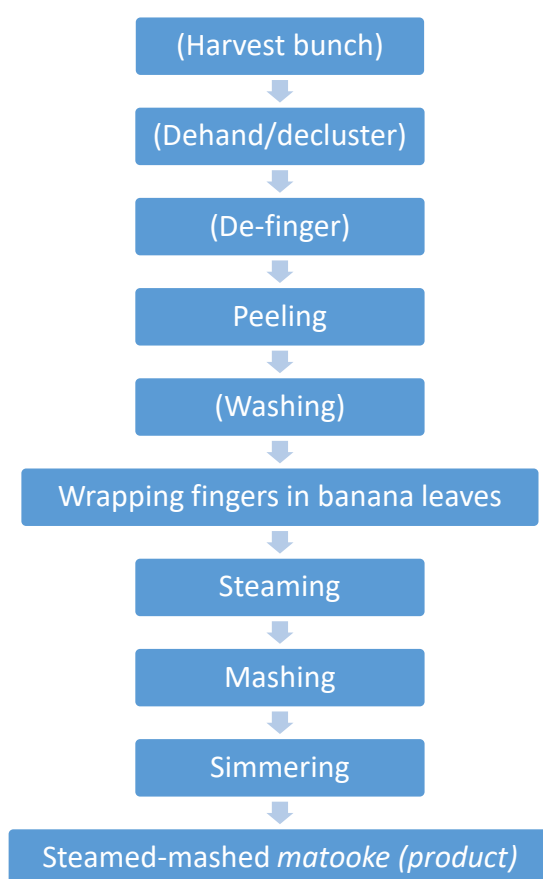 (Harvest bunch)
(Dehand/decluster)
(De-finger)
Peeling
(Washing)
Wrapping fingers in banana leaves
Steaming
Mashing
Simmering
Steamed-mashed matooke (product)